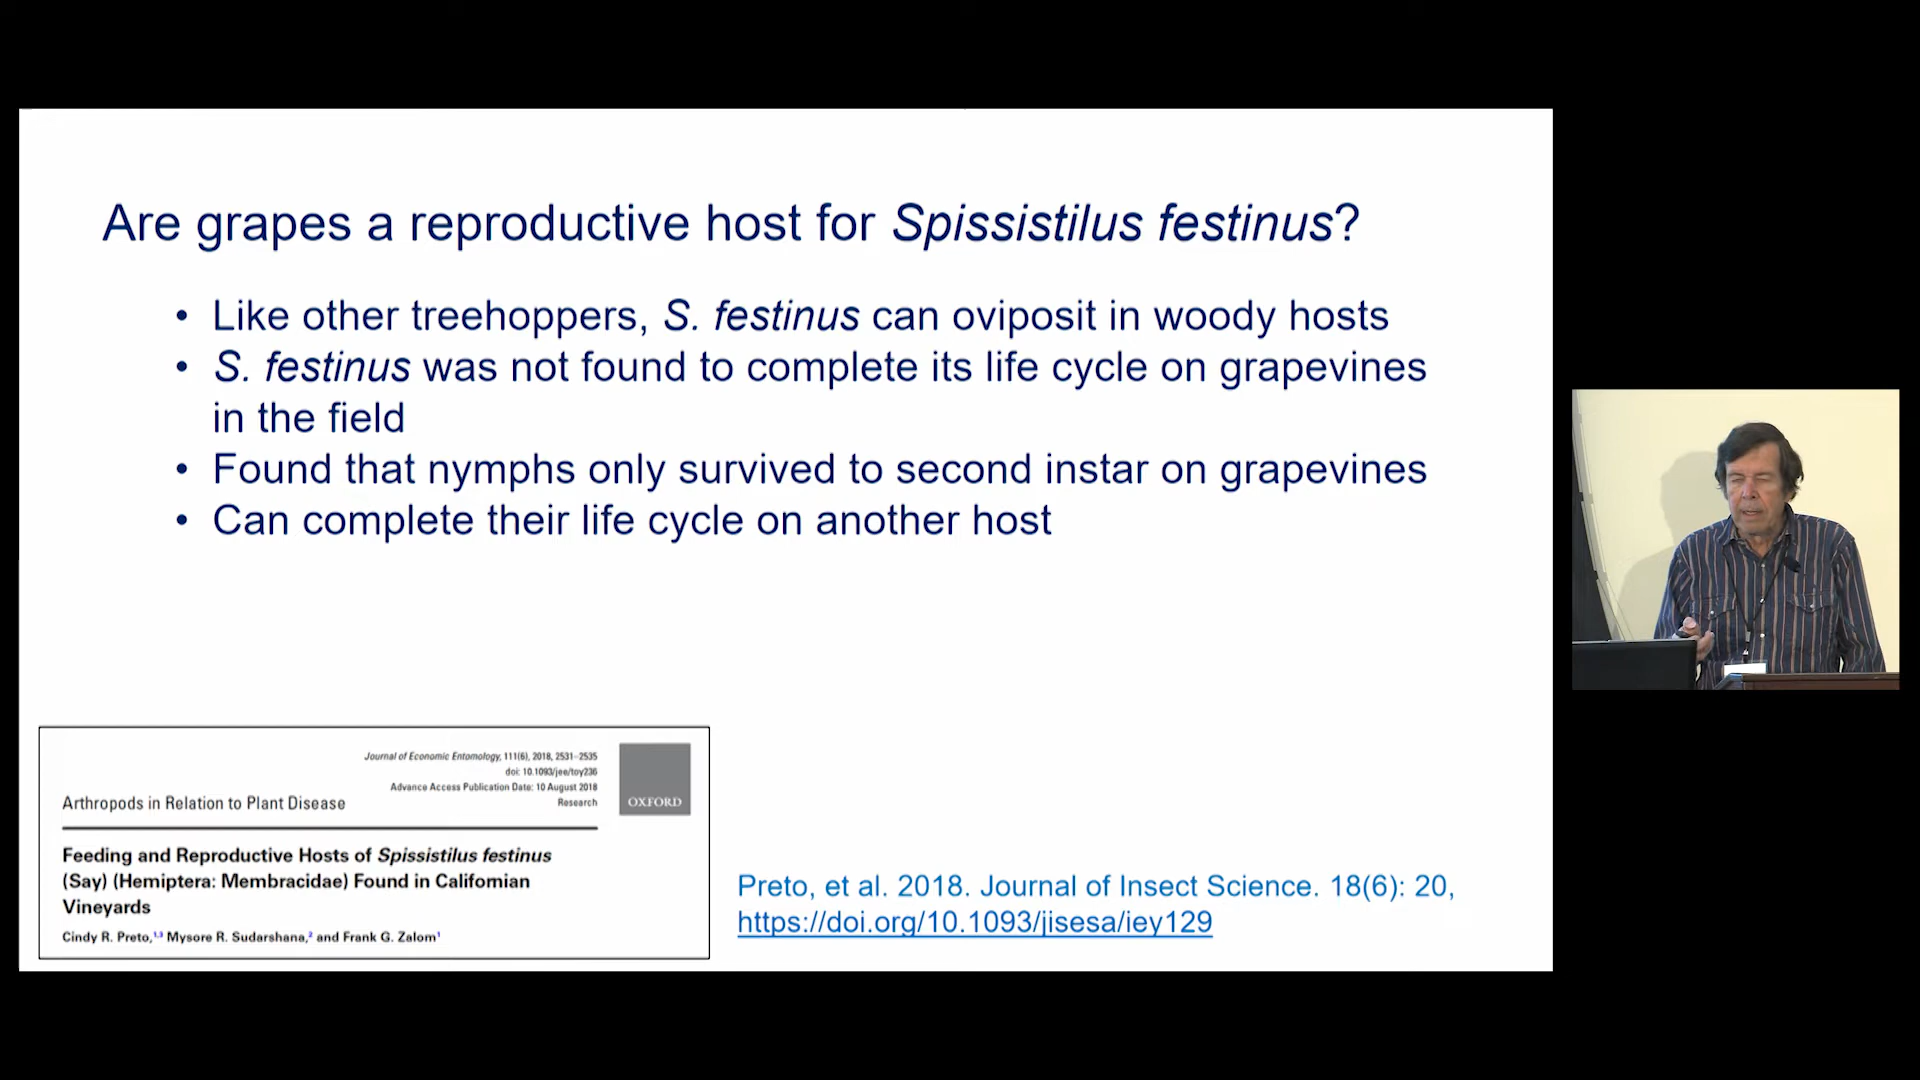 Are grapes a reproductive host for Spissistilus festinus?
• Like other treehoppers, S. festinus can oviposit in woody hosts
• S. festinus was not found to complete its life cycle on grapevines
in the field
• Found that nymphs only survived to second instar on grapevines
• Can complete their life cycle on another host
Journal of Economic Entomology, 111(6), 2018, 2531–2535
doi: 10.1093/jee/toy236
Advance Access Publication Date: 10 August 2018
Research
OXFORD
Arthropods in Relation to Plant Disease
Feeding and Reproductive Hosts of Spissistilus festinus
(Say) (Hemiptera: Membracidae) Found in Californian
Vineyards
Cindy R. Preto,1,3 Mysore R. Sudarshana,2 and Frank G. Zalom1
Preto, et al. 2018. Journal of Insect Science. 18(6): 20,
https://doi.org/10.1093/jisesa/iey129